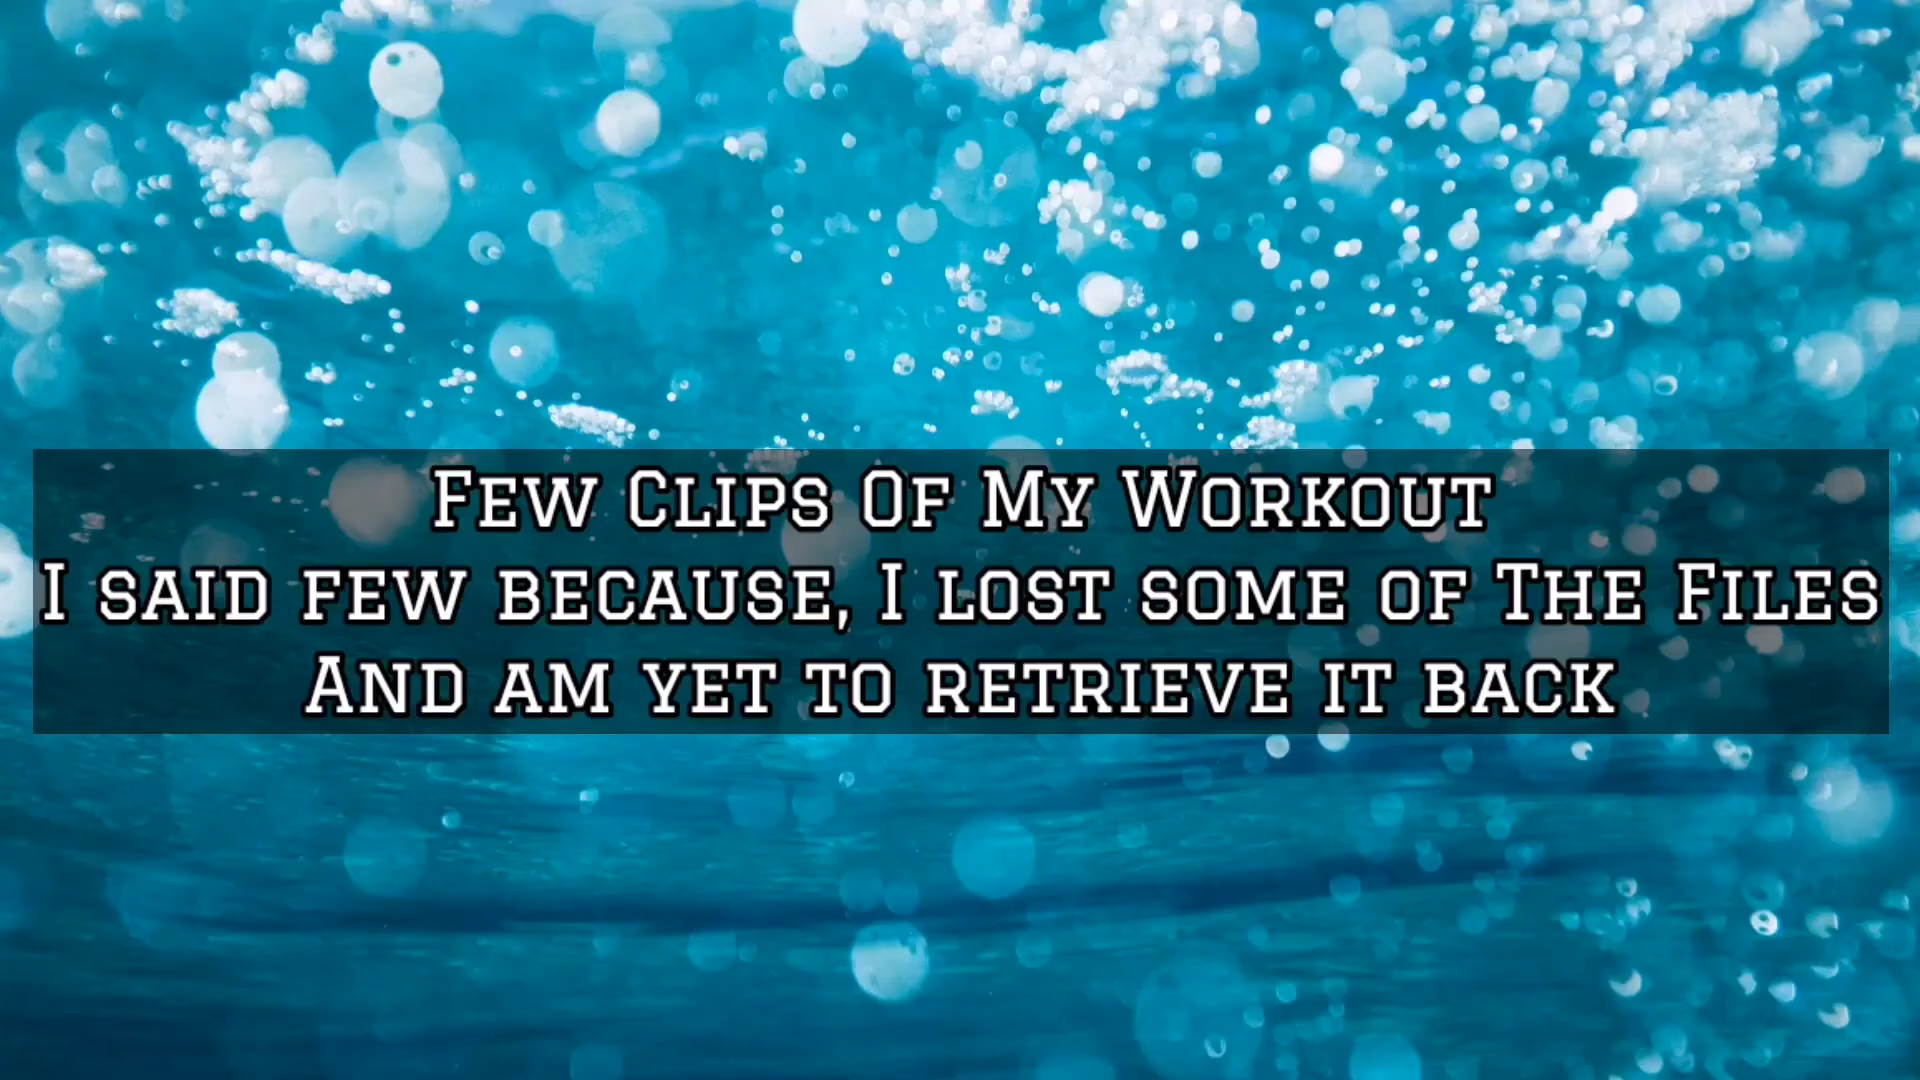 Few Clips Of My Workout
I said few because, I lost some of The Files
And am yet to retrieve it back